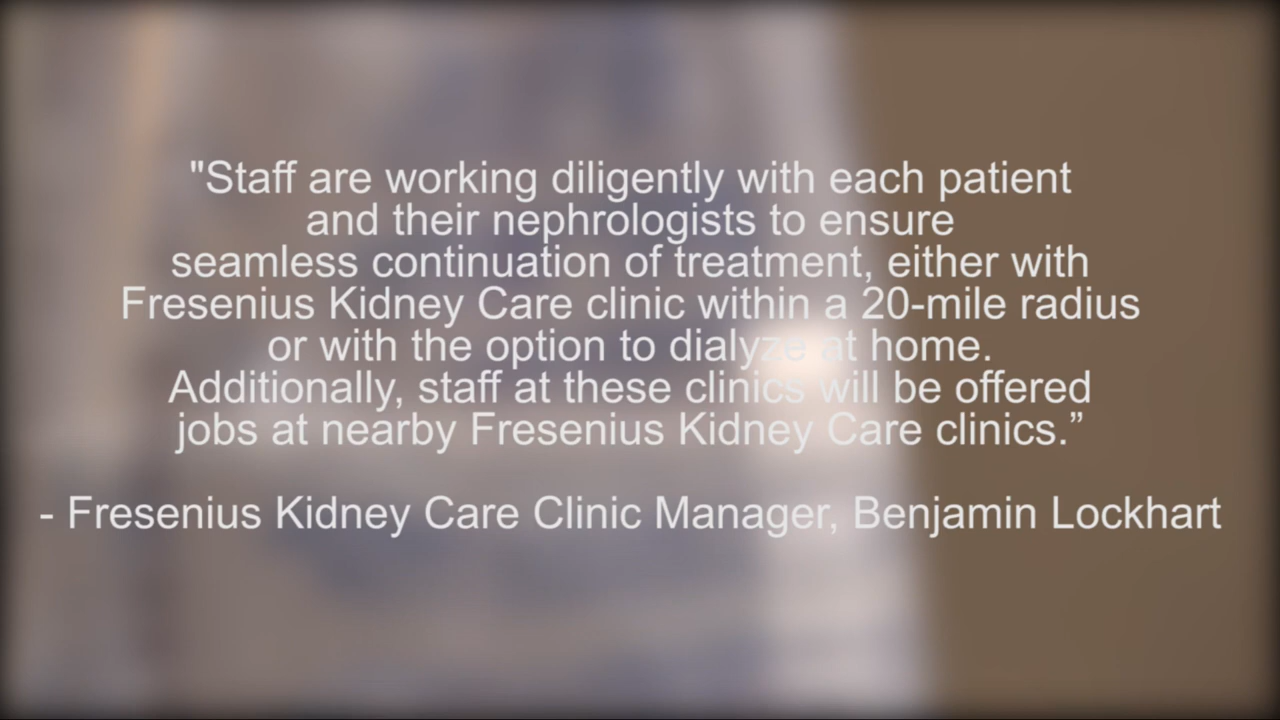 "Staff are working diligently with each patient
and their nephrologists to ensure
seamless continuation of treatment, either with
Fresenius Kidney Care clinic within a 20-mile radius
or with the option to dialyze at home.
Additionally, staff at these clinics will be offered
jobs at nearby Fresenius Kidney Care clinics.”
- Fresenius Kidney Care Clinic Manager, Benjamin Lockhart